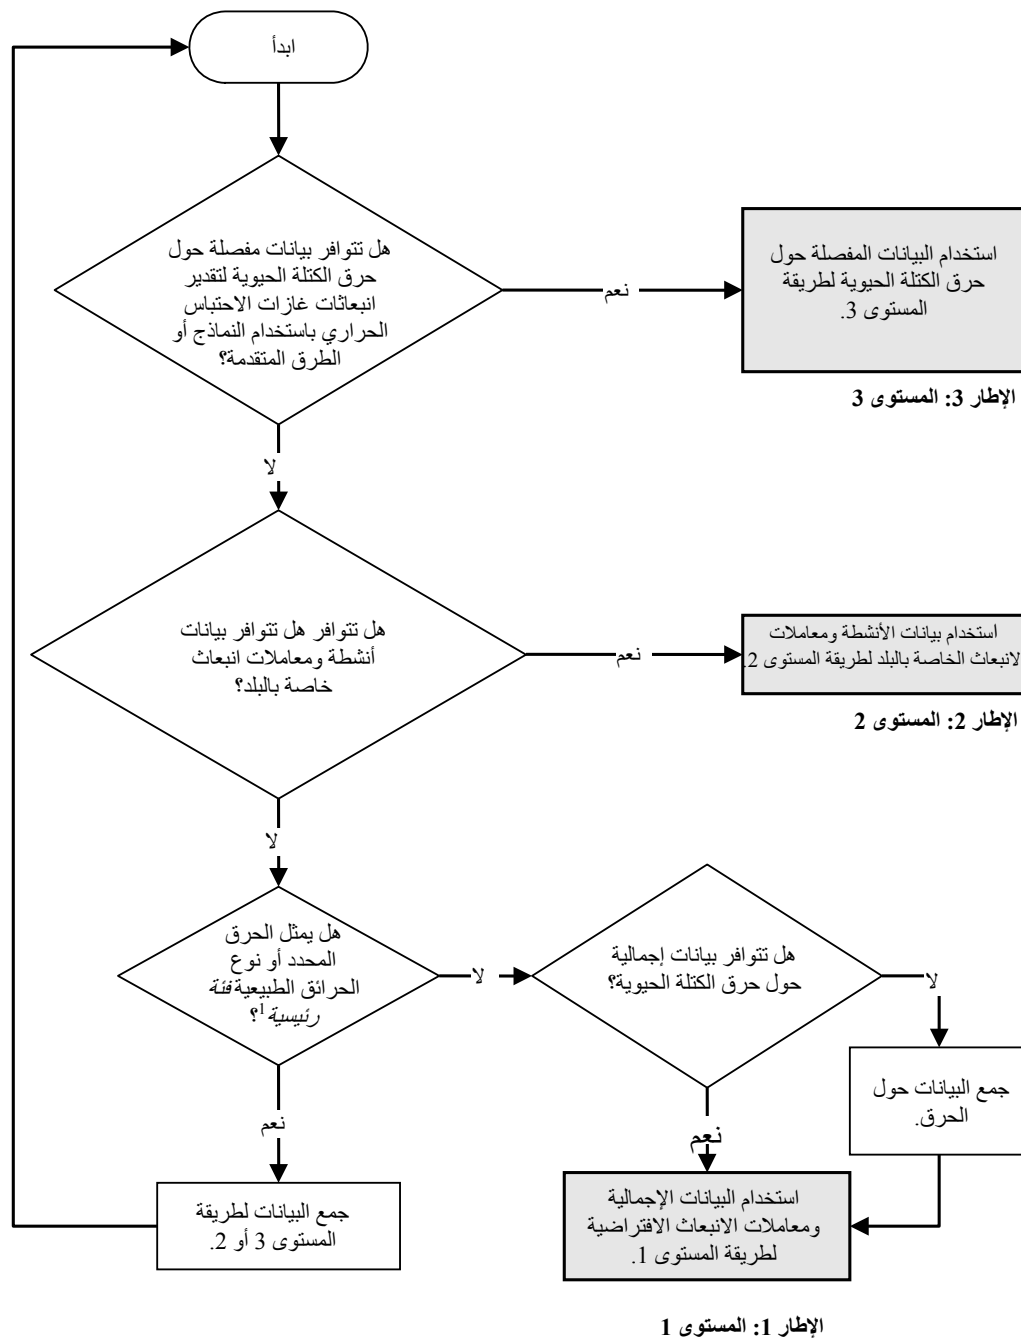 ابدأ
هل تتوافر بيانات مفصلة حول
حرق الكتلة الحيوية لتقدير
انبعاثات غازات الاحتباس
الحراري باستخدام النماذج أو
الطرق المتقدمة؟
نعم
استخدام البيانات المفصلة حول
حرق الكتلة الحيوية لطريقة
المستوى 3.
الإطار 3: المستوى 3
لا
هل تتوافر هل تتوافر بيانات
أنشطة ومعاملات انبعاث
خاصة بالبلد؟
نعم
استخدام بيانات الأنشطة ومعاملات
الانبعاث الخاصة بالبلد لطريقة المستوى 2.
الإطار 2: المستوى 2
لا
هل يمثل الحرق
المحدد أو نوع
الحرائق الطبيعية فئة
رئيسية1؟
لا
هل تتوافر بيانات إجمالية
حول حرق الكتلة الحيوية؟
لا
جمع البيانات حول
الحرق.
نعم
نعم
جمع البيانات لطريقة
المستوى 3 أو 2.
استخدام البيانات الإجمالية
ومعاملات الانبعاث الافتراضية
لطريقة المستوى 1.
الإطار 1: المستوى 1